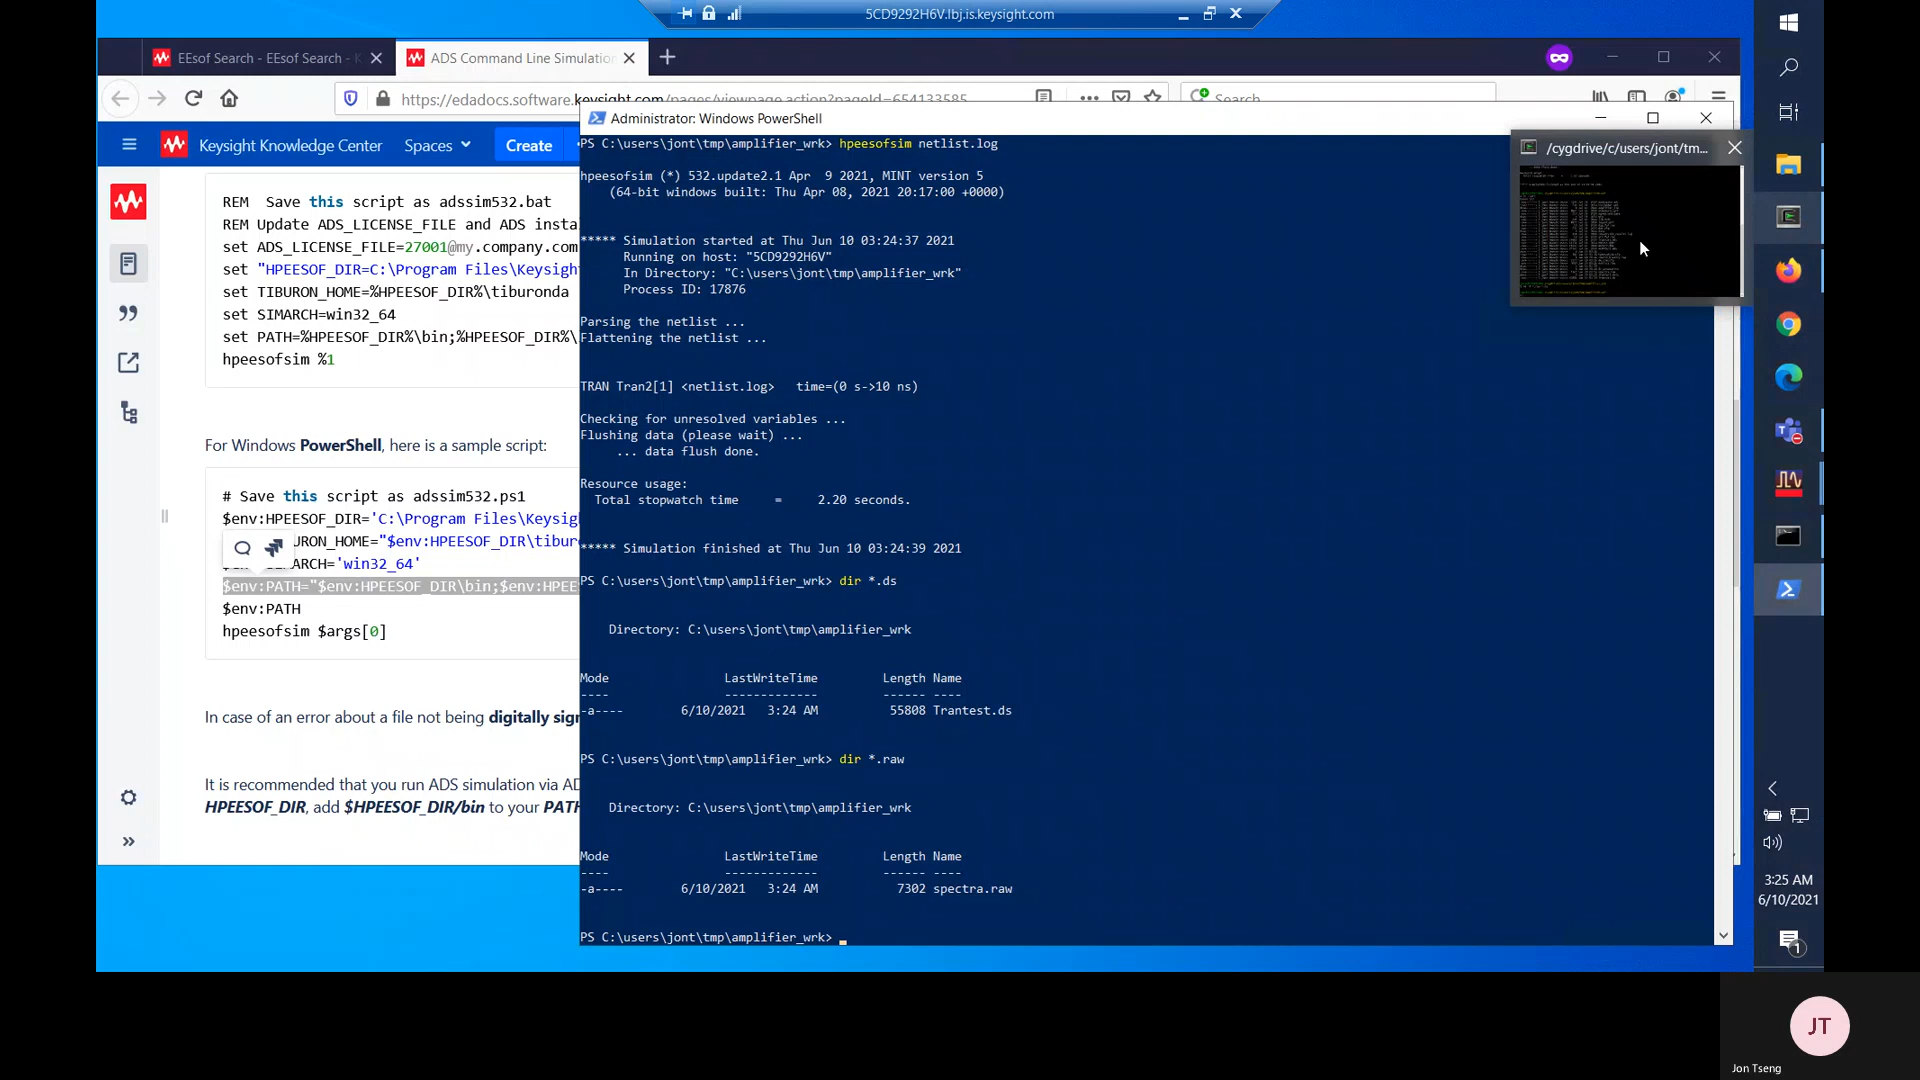 5CD9292H6V.lbj.is.keysight.com
EEsof Search - EEsof Search - K
ADS Command Line Simulation
https://edadocs.software.keysight.com/pages/viewpage.action?pageId=654133585
Search
Keysight Knowledge Center
Spaces
Create
REM  Save this script as adssim532.bat
REM Update ADS_LICENSE_FILE and ADS insta
set ADS_LICENSE_FILE=27001@my.company.com
set "HPEESOF_DIR=C:\Program Files\Keysigh
set TIBURON_HOME=%HPEESOF_DIR%\tiburonda
set SIMARCH=win32_64
set PATH=%HPEESOF_DIR%\bin;%HPEESOF_DIR%\
hpeesofsim %1
For Windows PowerShell, here is a sample script:
# Save this script as adssim532.ps1
$env:HPEESOF_DIR='C:\Program Files\Keysig
URON_HOME="$env:HPEESOF_DIR\tibur
ARCH='win32_64'
$env:PATH="$env:HPEESOF_DIR\bin;$env:HPEE
$env:PATH
hpeesofsim $args[0]
In case of an error about a file not being digitally sign
It is recommended that you run ADS simulation via AD
HPEESOF_DIR, add $HPEESOF_DIR/bin to your PATH
Administrator: Windows PowerShell
PS C:\users\jont\tmp\amplifier_wrk> hpeesofsim netlist.log
hpeesofsim (*) 532.update2.1 Apr  9 2021, MINT version 5
(64-bit windows built: Thu Apr 08, 2021 20:17:00 +0000)
***** Simulation started at Thu Jun 10 03:24:37 2021
Running on host: "5CD9292H6V"
In Directory: "C:\users\jont\tmp\amplifier_wrk"
Process ID: 17876
Parsing the netlist ...
Flattening the netlist ...
TRAN Tran2[1] <netlist.log>   time=(0 s->10 ns)
Checking for unresolved variables ...
Flushing data (please wait) ...
... data flush done.
Resource usage:
Total stopwatch time     =     2.20 seconds.
***** Simulation finished at Thu Jun 10 03:24:39 2021
PS C:\users\jont\tmp\amplifier_wrk> dir *.ds
Directory: C:\users\jont\tmp\amplifier_wrk
Mode                LastWriteTime         Length Name
----                -------------         ------ ----
-a----        6/10/2021   3:24 AM          55808 Trantest.ds
PS C:\users\jont\tmp\amplifier_wrk> dir *.raw
Directory: C:\users\jont\tmp\amplifier_wrk
Mode                LastWriteTime         Length Name
----                -------------         ------ ----
-a----        6/10/2021   3:24 AM           7302 spectra.raw
PS C:\users\jont\tmp\amplifier_wrk>
/cygdrive/c/users/jont/tm...
3:25 AM
6/10/2021
1
JT
Jon Tseng